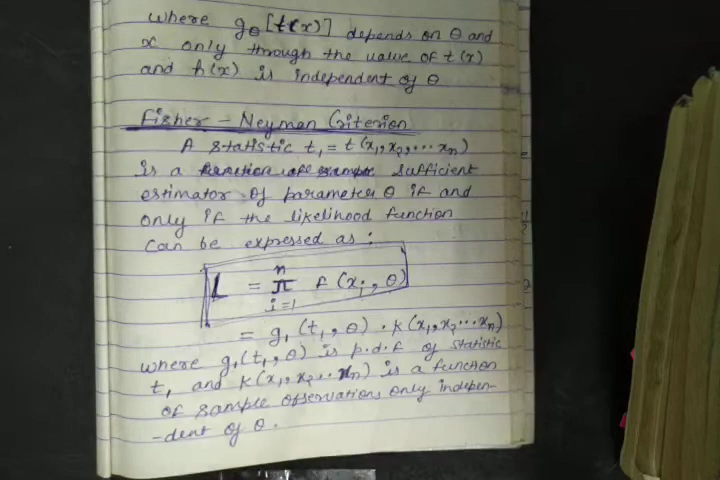 where gθ [t(x)] depends on θ and
x only through the value of t(x)
and h(x) is independent of θ
Fisher - Neyman Criterion
A statistic t₁ = t(x₁, x₂, ... xₙ)
is a sufficient
estimator of parameter θ if and
only if the likelihood function
can be expressed as :
L = n π i=1 f(xᵢ, θ)
= g₁(t₁, θ) . k(x₁, x₂ ... xₙ)
where g₁(t₁, θ) is p.d.f of statistic
t₁ and k(x₁, x₂ ... xₙ) is a function
of sample observations only indepen-
-dent of θ.